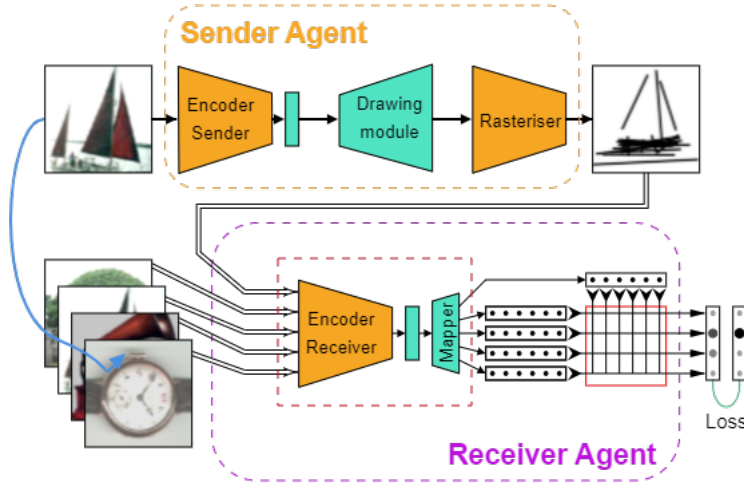 Sender Agent
Encoder
Sender
Drawing
module
Rasteriser
Encoder
Receiver
Mapper
Loss
Receiver Agent